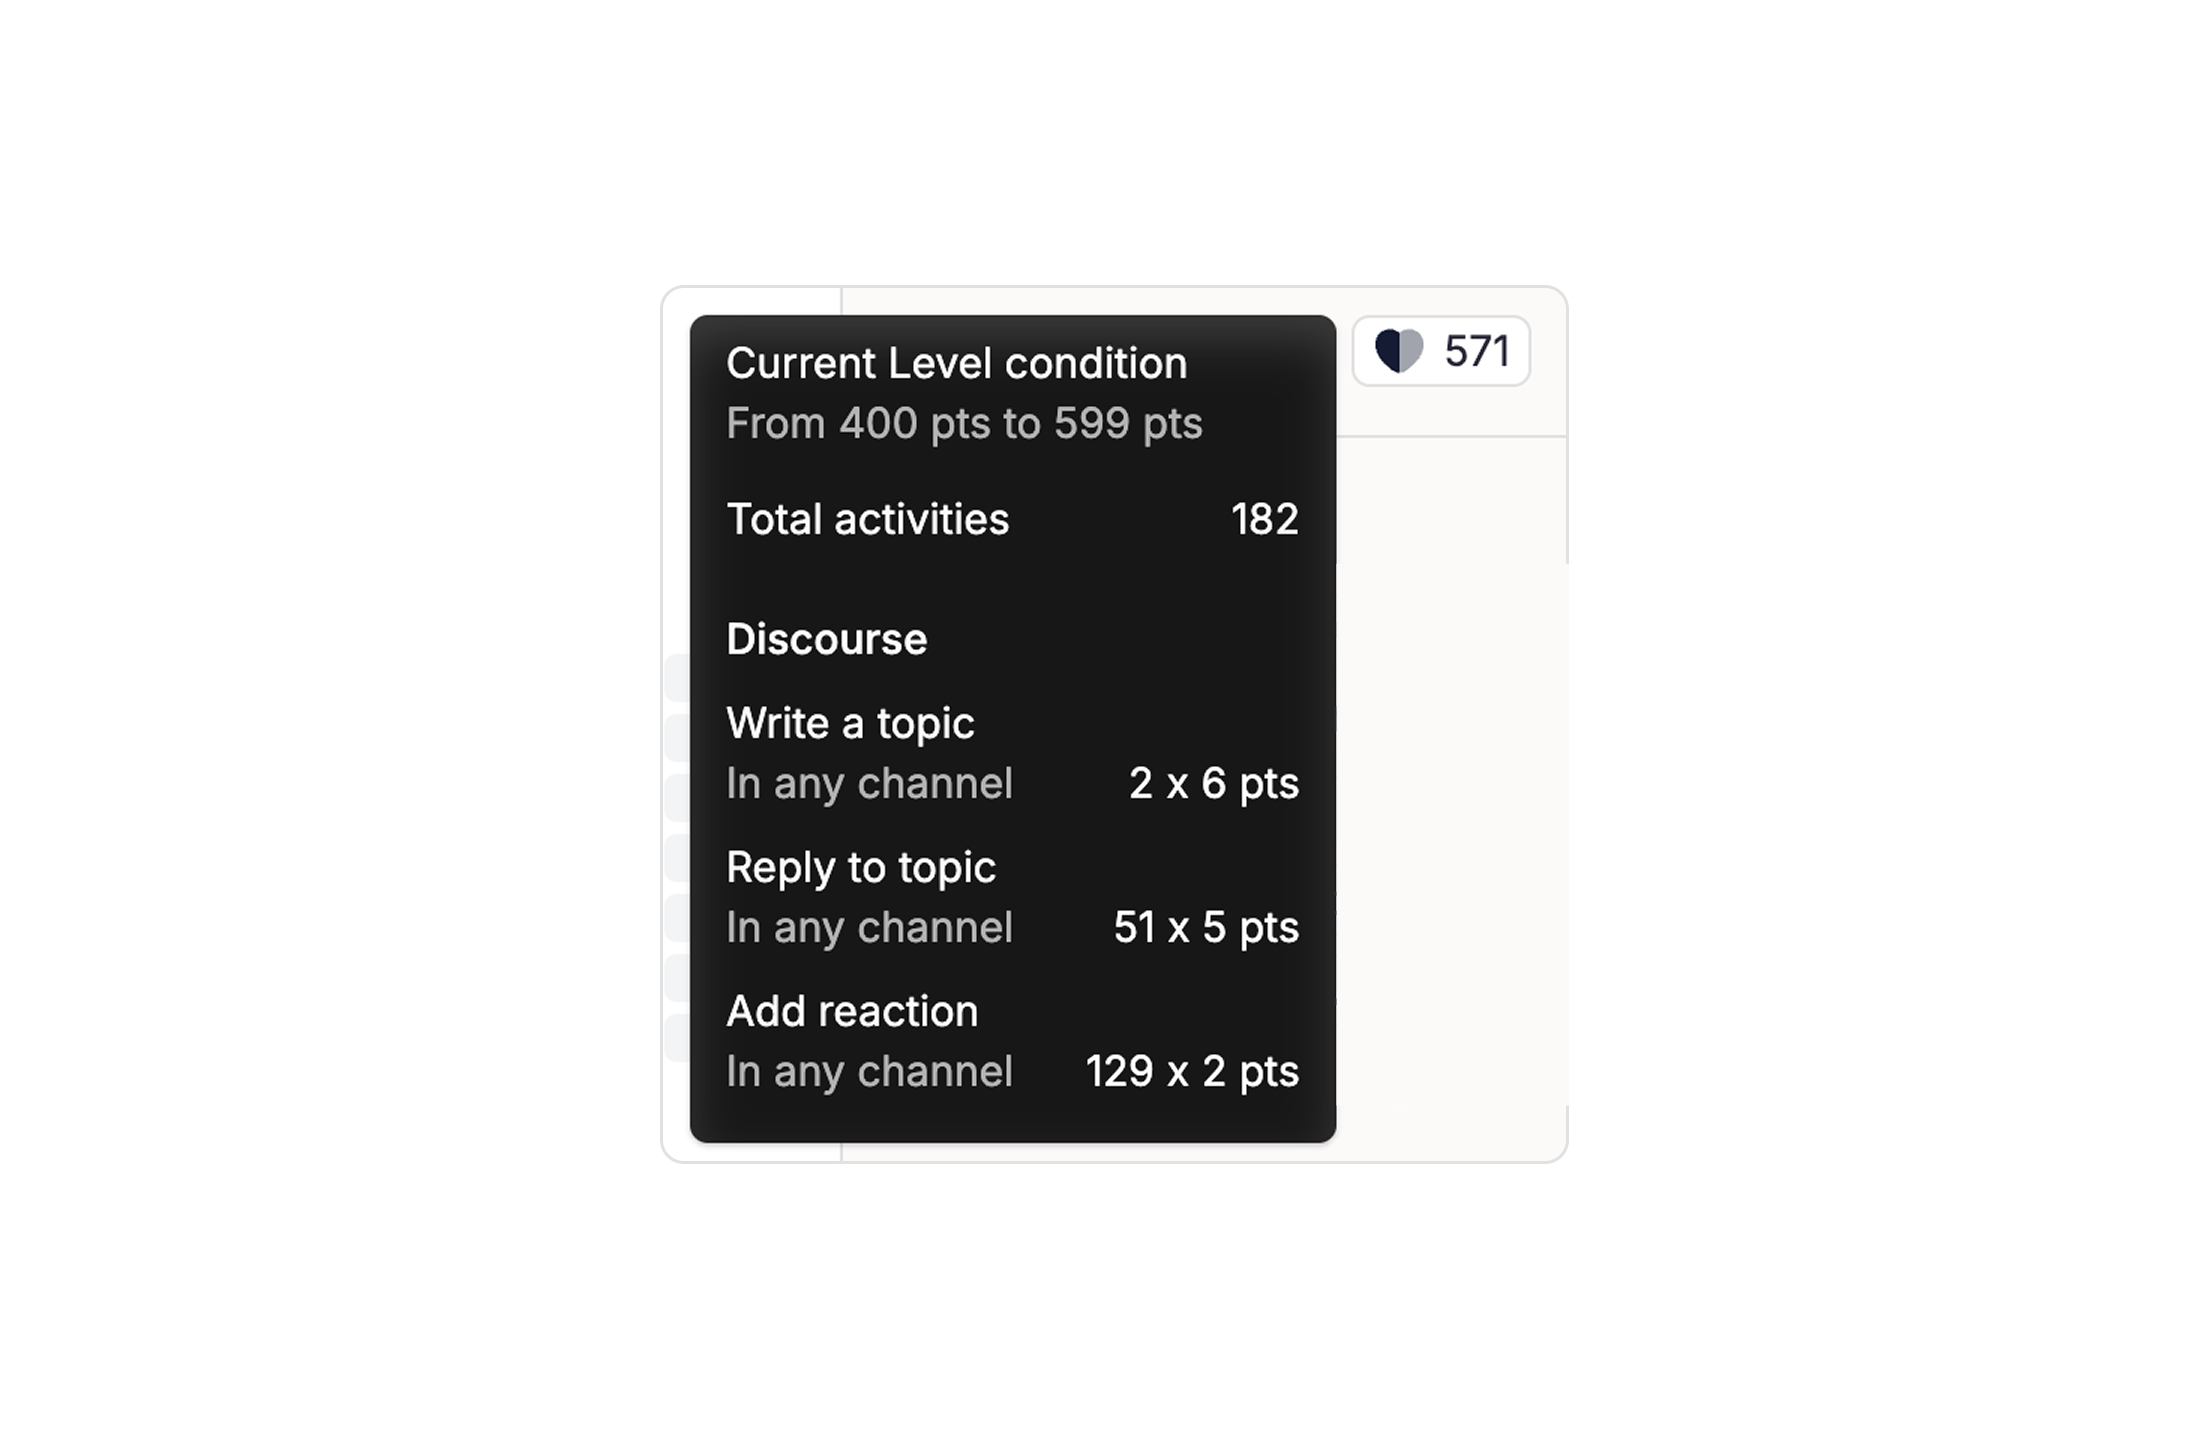 Current Level condition
571
From 400 pts to 599 pts
Total activities 182
Discourse
Write a topic
In any channel 2 x 6 pts
Reply to topic
In any channel 51 x 5 pts
Add reaction
In any channel 129 x 2 pts